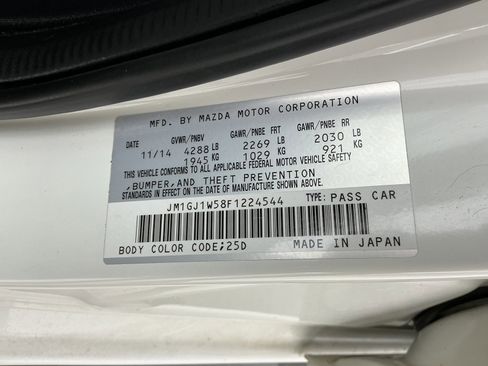 MFD. BY MAZDA MOTOR CORPORATION
DATE GVWR/PNBV GAWR/PNBE FRT GAWR/PNBE RR
11/14 4288 LB 2269 LB 2030 LB
1945 KG 1029 KG 921 KG
THIS VEHICLE CONFORMS TO ALL APPLICABLE FEDERAL MOTOR VEHICLE SAFETY
,BUMPER,AND THEFT PREVENTION
STANDARDS IN EFFECT ON THE DATE OF MANUFACTURE SHOWN ABOVE.
JM1GJ1W58F1224544 TYPE: PASS CAR
BODY COLOR CODE;25D MADE IN JAPAN